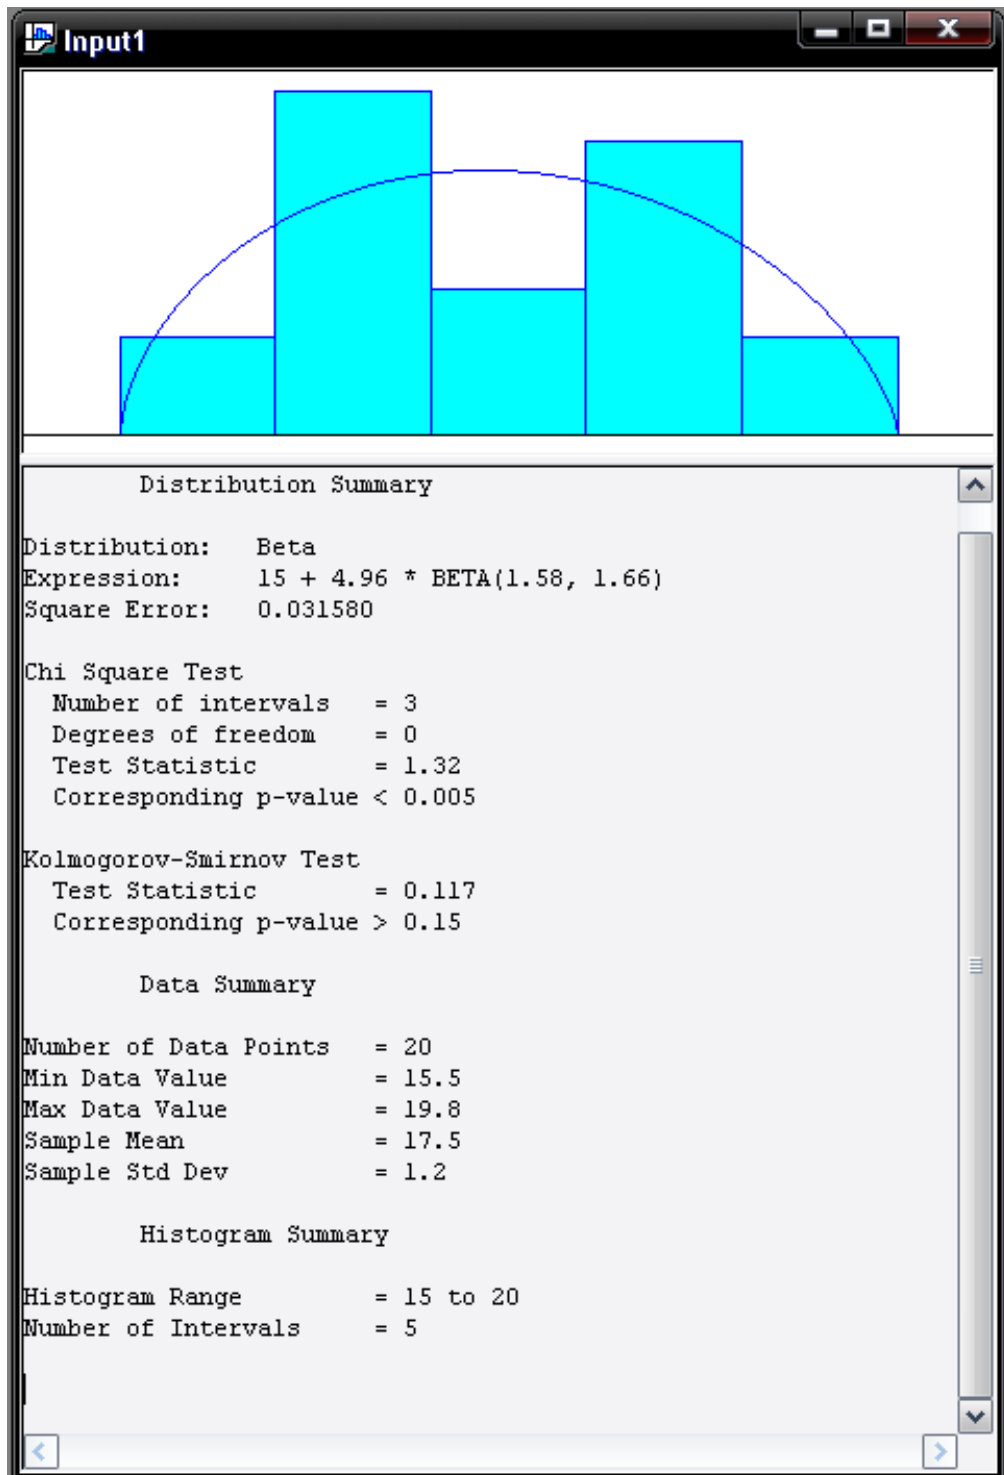 Input1
Distribution Summary
Distribution: Beta
Expression: 15 + 4.96 * BETA(1.58, 1.66)
Square Error: 0.031580
Chi Square Test
Number of intervals = 3
Degrees of freedom = 0
Test Statistic = 1.32
Corresponding p-value < 0.005
Kolmogorov-Smirnov Test
Test Statistic = 0.117
Corresponding p-value > 0.15
Data Summary
Number of Data Points = 20
Min Data Value = 15.5
Max Data Value = 19.8
Sample Mean = 17.5
Sample Std Dev = 1.2
Histogram Summary
Histogram Range = 15 to 20
Number of Intervals = 5